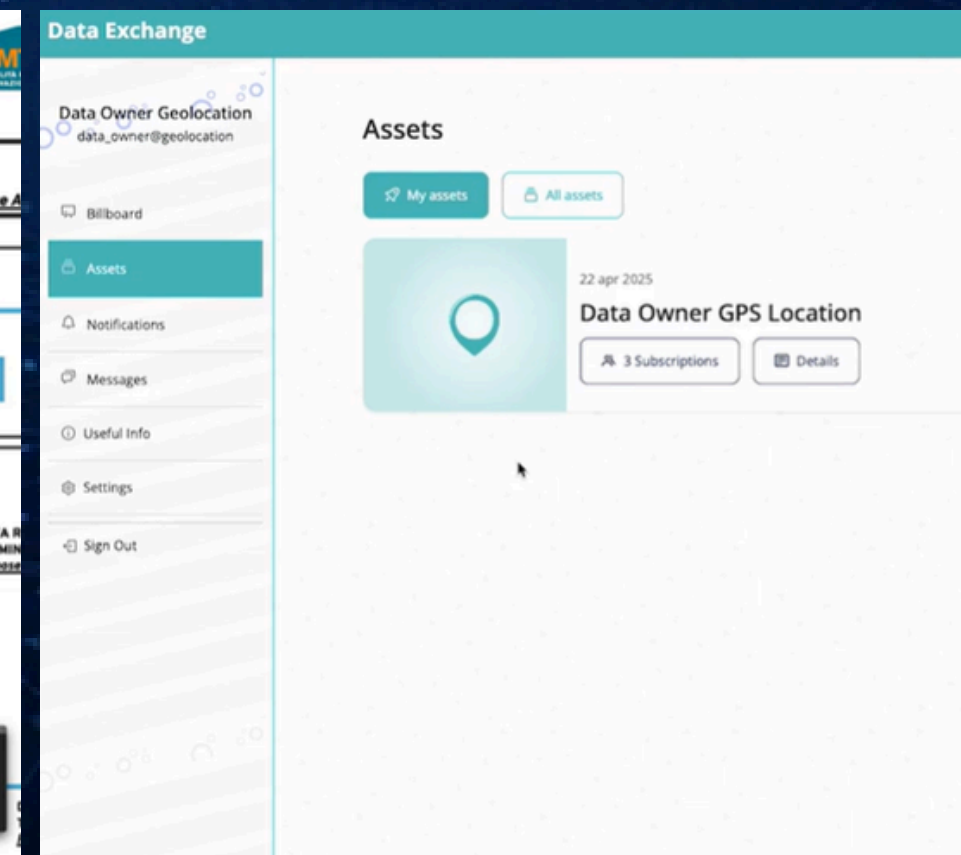 Data Exchange
Data Owner Geolocation
data_owner@geolocation
Billboard
Assets
Notifications
Messages
Useful Info
Settings
Sign Out
Assets
My assets
All assets
22 apr 2025
Data Owner GPS Location
3 Subscriptions
Details